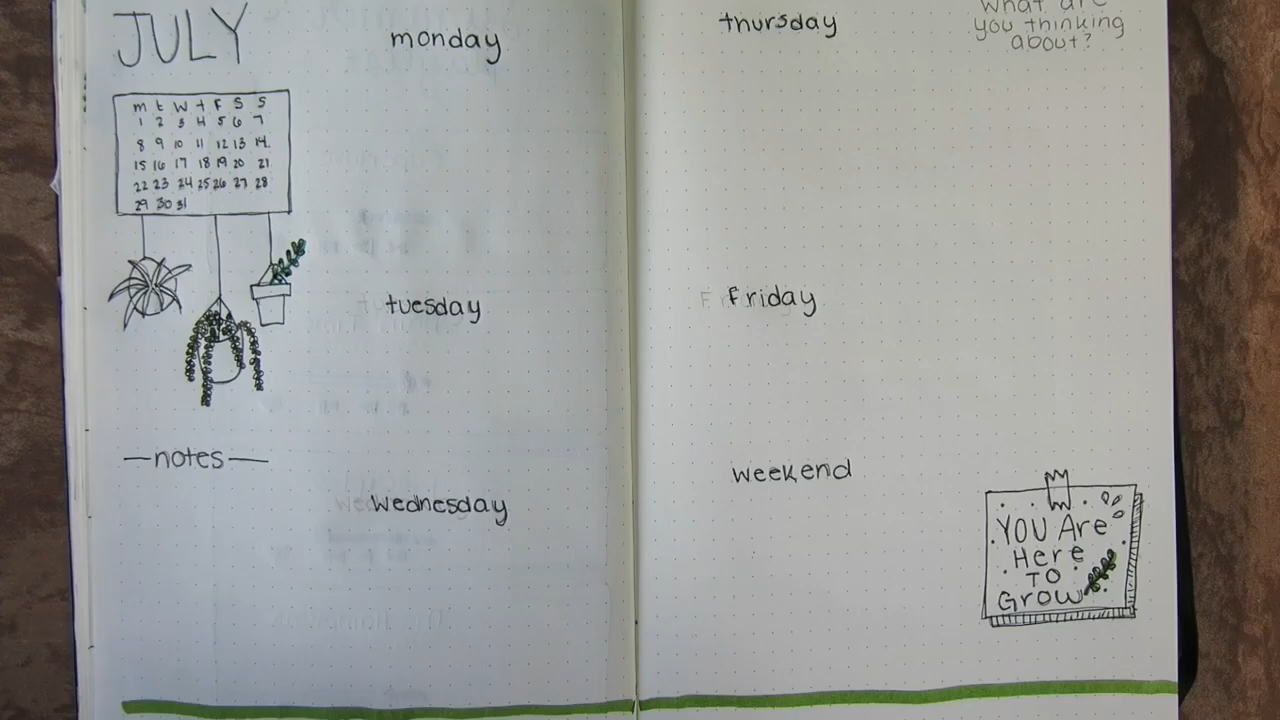 JULY
m t w t F S S
1 2 3 4 5 6 7
8 9 10 11 12 13 14
15 16 17 18 19 20 21
22 23 24 25 26 27 28
29 30 31
monday
tuesday
—notes—
wednesday
thursday
What are
you thinking
about?
Friday
weekend
YOU Are
Here
TO
Grow